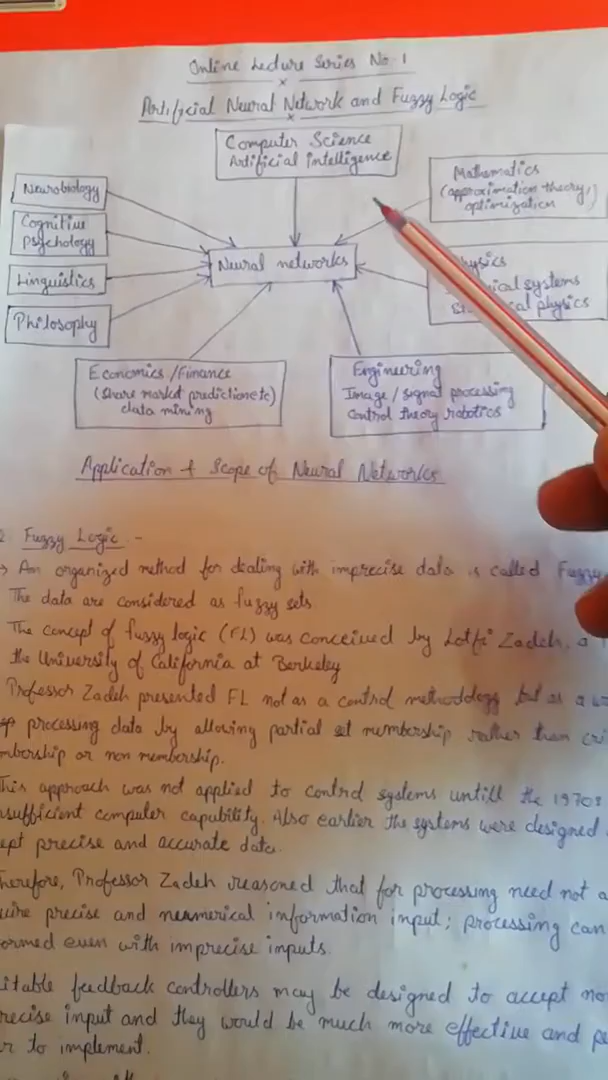 Online Lecture Series No. 1
Artificial Neural Network and Fuzzy Logic
Computer Science
Artificial intelligence
Mathematics
(approximation theory,
optimization
Neurobiology
Cognitive
Psychology
Linguistics
Philosophy
Neural networks
Economics /Finance
(Share market prediction etc)
data mining
Engineering
Image / signal processing
Control theory robotics
Application & Scope of Neural Networks
Fuzzy Logic :-
→ An organized method for dealing with imprecise data is called Fuzzy
The data are considered as fuzzy sets
The concept of fuzzy logic (FL) was conceived by Lotfi Zadeh, a
the University of California at Berkeley
Professor Zadeh presented FL not as a control methodology but as a
processing data by allowing partial set membership rather than
membership or non membership.
This approach was not applied to control systems untill the 1970s
insufficient computer capability. Also earlier the systems were designed
precise and accurate data.
Therefore, Professor Zadeh reasoned that for processing need not
precise and neumerical information input; processing can
even with imprecise inputs.
feedback controllers may be designed to accept
input and they would be much more effective and
to implement.